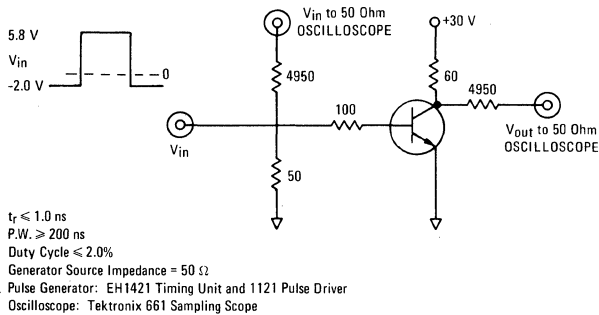 5.8 V
Vin
-2.0 V
0
Vin to 50 Ohm
OSCILLOSCOPE
+30 V
4950
60
4950
100
Vin
50
Vout to 50 Ohm
OSCILLOSCOPE
tr ≤ 1.0 ns
P.W. ≥ 200 ns
Duty Cycle ≤ 2.0%
Generator Source Impedance = 50 Ω
Pulse Generator: EH1421 Timing Unit and 1121 Pulse Driver
Oscilloscope: Tektronix 661 Sampling Scope